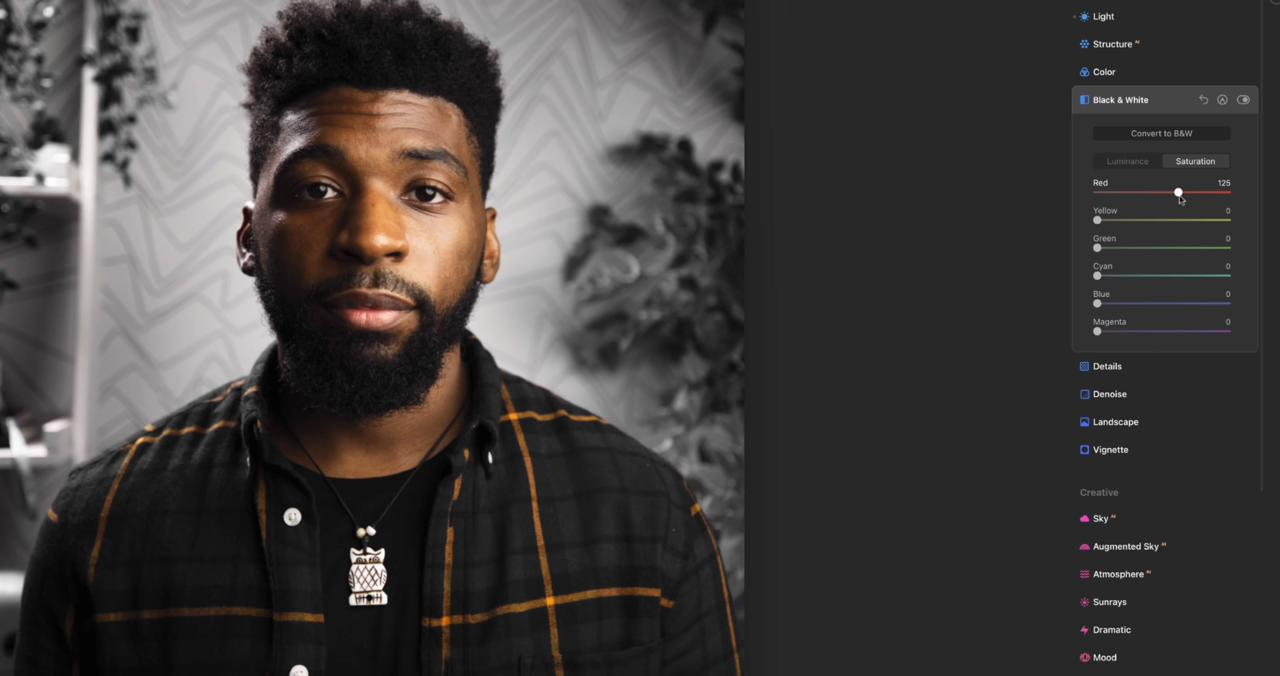 Light
Structure AI
Color
Black & White
Convert to B&W
Luminance Saturation
Red 125
Yellow 0
Green 0
Cyan 0
Blue 0
Magenta 0
Details
Denoise
Landscape
Vignette
Creative
Sky AI
Augmented Sky AI
Atmosphere AI
Sunrays
Dramatic
Mood